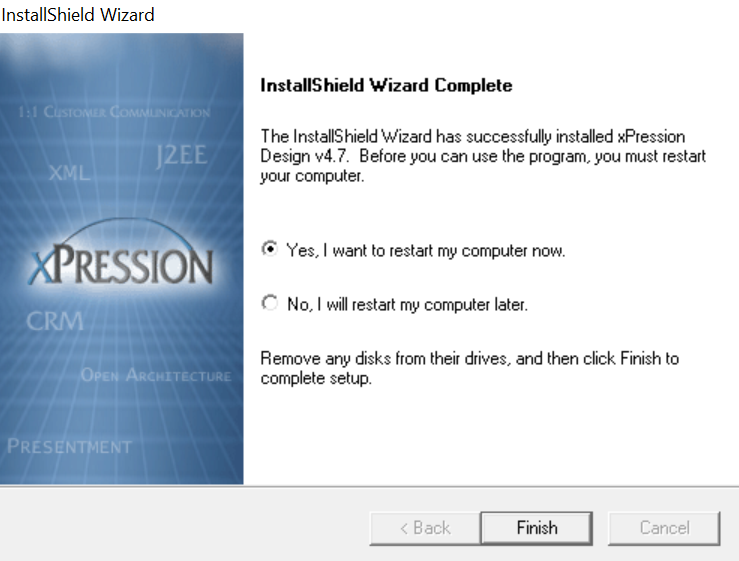 InstallShield Wizard
1:1 Customer Communication
J2EE
XML
xPRESSION
CRM
Open Architecture
Presentment
InstallShield Wizard Complete
The InstallShield Wizard has successfully installed xPression
Design v4.7.  Before you can use the program, you must restart
your computer.
Yes, I want to restart my computer now.
No, I will restart my computer later.
Remove any disks from their drives, and then click Finish to
complete setup.
< Back
Finish
Cancel